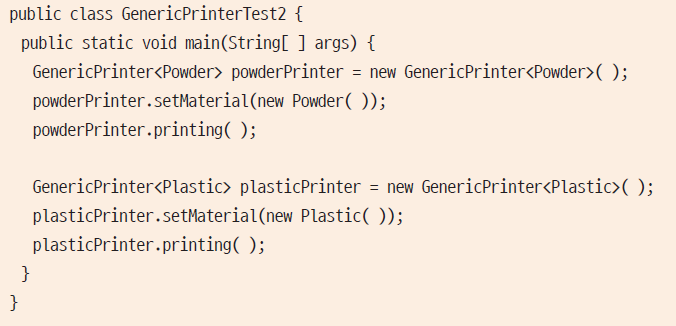 public class GenericPrinterTest2 {
  public static void main(String[ ] args) {
    GenericPrinter<Powder> powderPrinter = new GenericPrinter<Powder>( );
    powderPrinter.setMaterial(new Powder( ));
    powderPrinter.printing( );

    GenericPrinter<Plastic> plasticPrinter = new GenericPrinter<Plastic>( );
    plasticPrinter.setMaterial(new Plastic( ));
    plasticPrinter.printing( );
  }
}